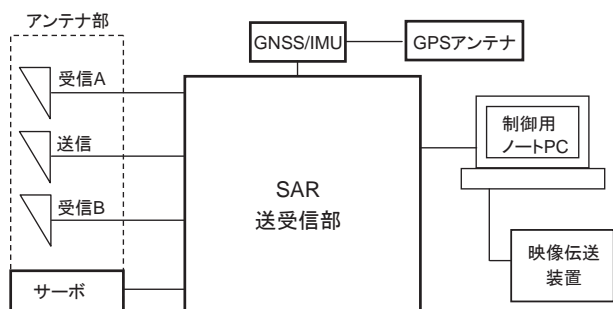 アンテナ部
GNSS/IMU
GPSアンテナ
受信A
送信
受信B
サーボ
SAR
送受信部
制御用
ノートPC
映像伝送
装置